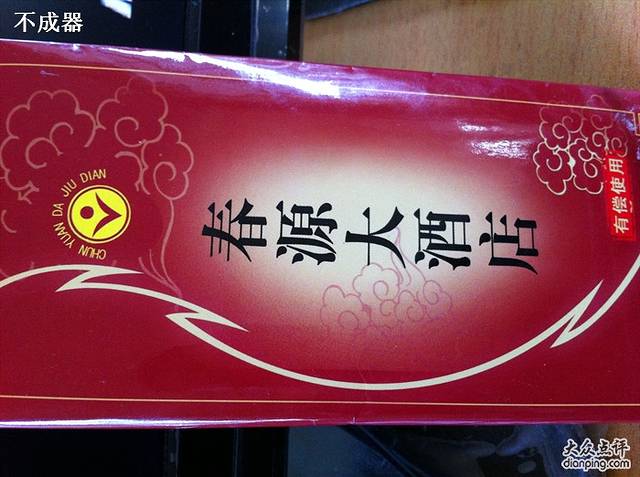 不成器
CHUN YUAN DA JIU DIAN
春源大酒店
有偿使用
大众点评
dianping.com